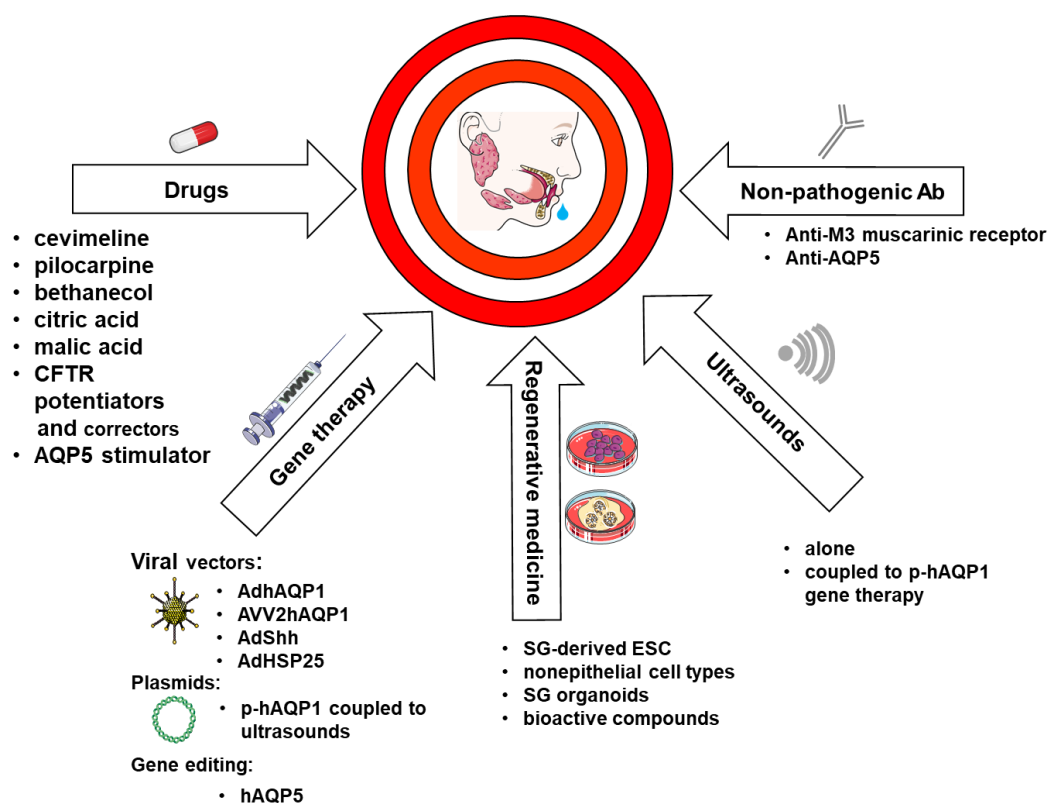 Drugs
• cevimeline
• pilocarpine
• bethanecol
• citric acid
• malic acid
• CFTR
potentiators
and correctors
• AQP5 stimulator
Gene therapy
Viral vectors:
• AdhAQP1
• AVV2hAQP1
• AdShh
• AdHSP25
Plasmids:
• p-hAQP1 coupled to
ultrasounds
Gene editing:
• hAQP5
Regenerative medicine
• SG-derived ESC
• nonepithelial cell types
• SG organoids
• bioactive compounds
Ultrasounds
• alone
• coupled to p-hAQP1
gene therapy
Non-pathogenic Ab
• Anti-M3 muscarinic receptor
• Anti-AQP5